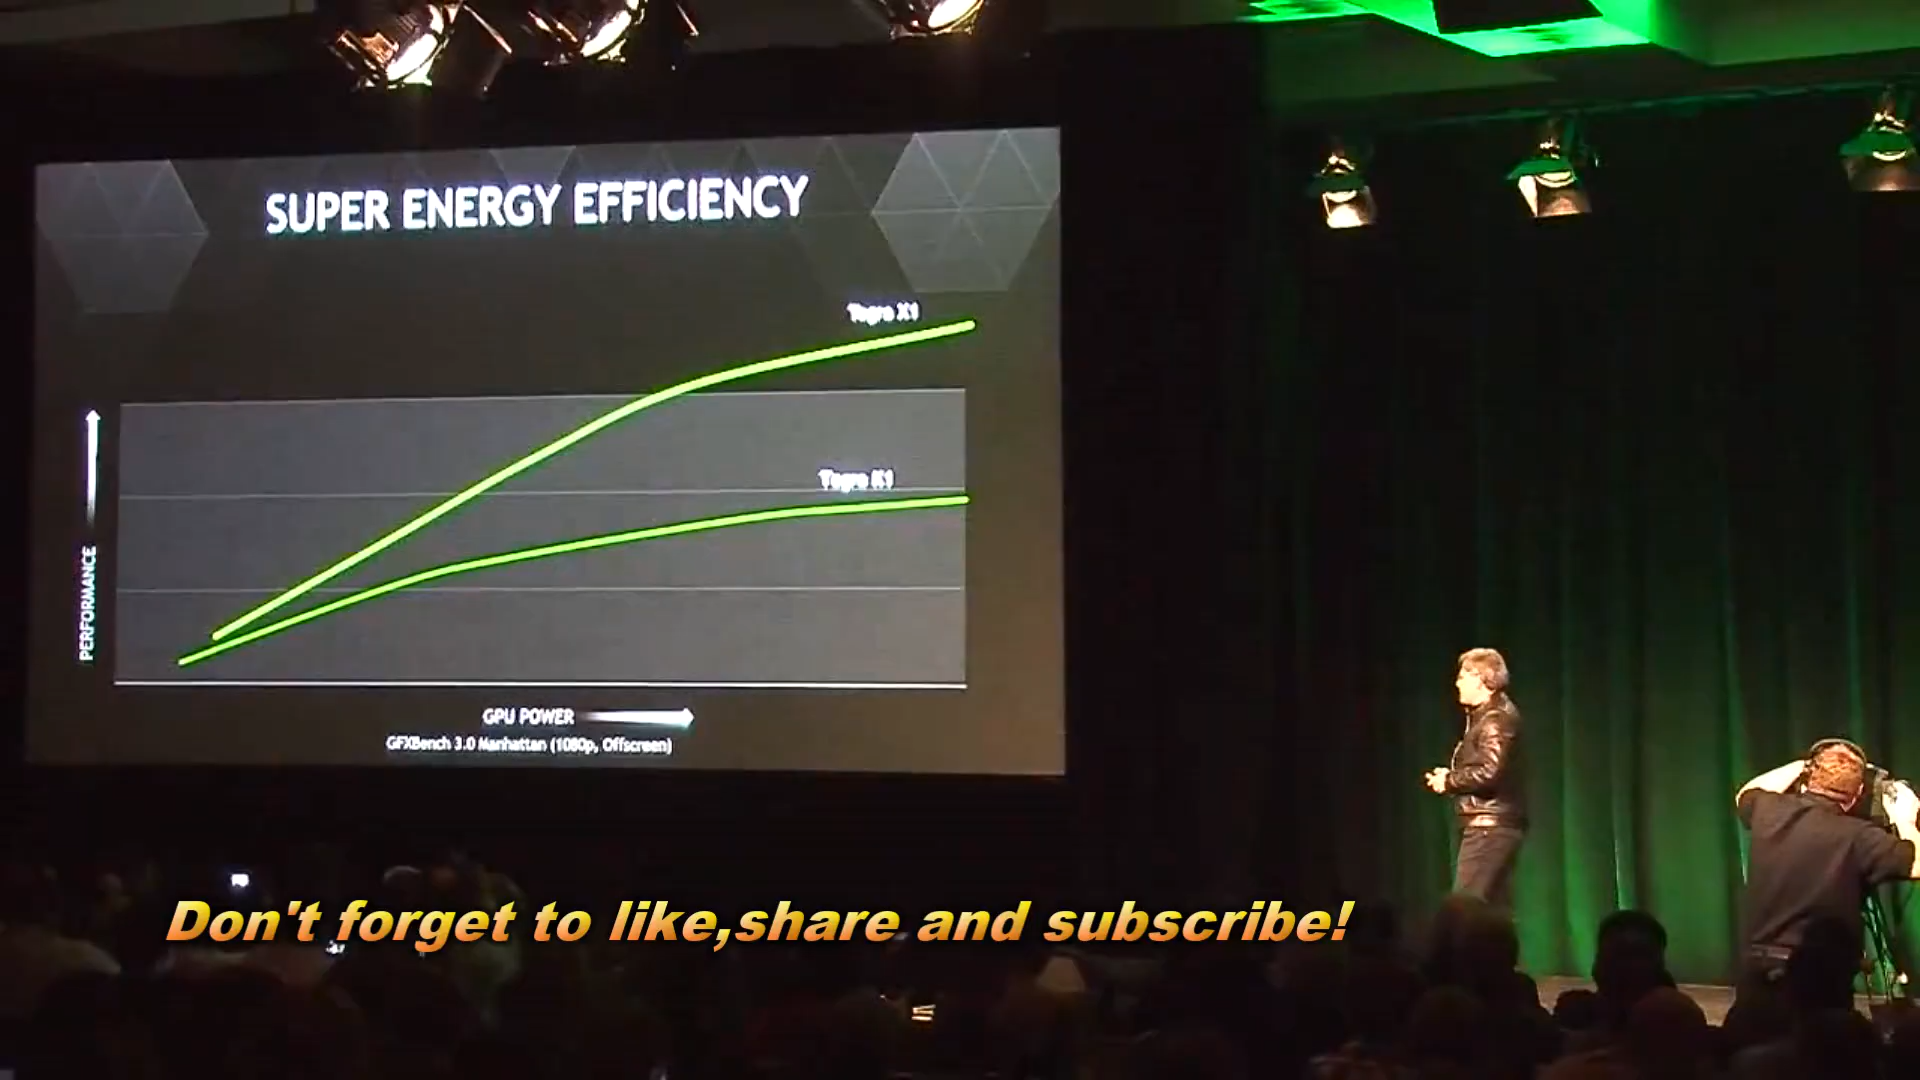 SUPER ENERGY EFFICIENCY
Tegra X1
Tegra K1
PERFORMANCE
GPU POWER
GFXBench 3.0 Manhattan (1080p, Offscreen)
Don't forget to like,share and subscribe!